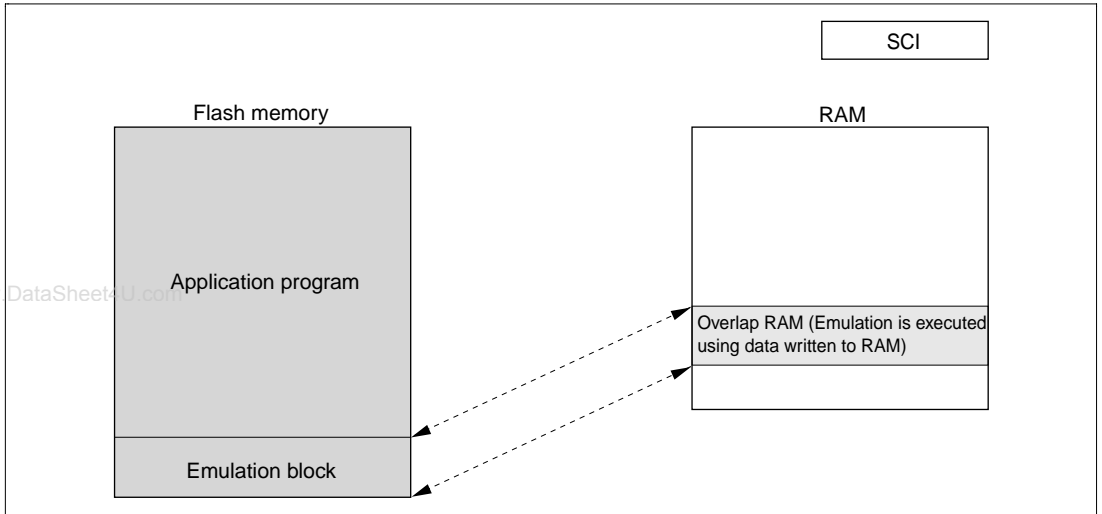 SCI
Flash memory
RAM
Application program
.DataSheet4U.com
Overlap RAM (Emulation is executed
using data written to RAM)
Emulation block